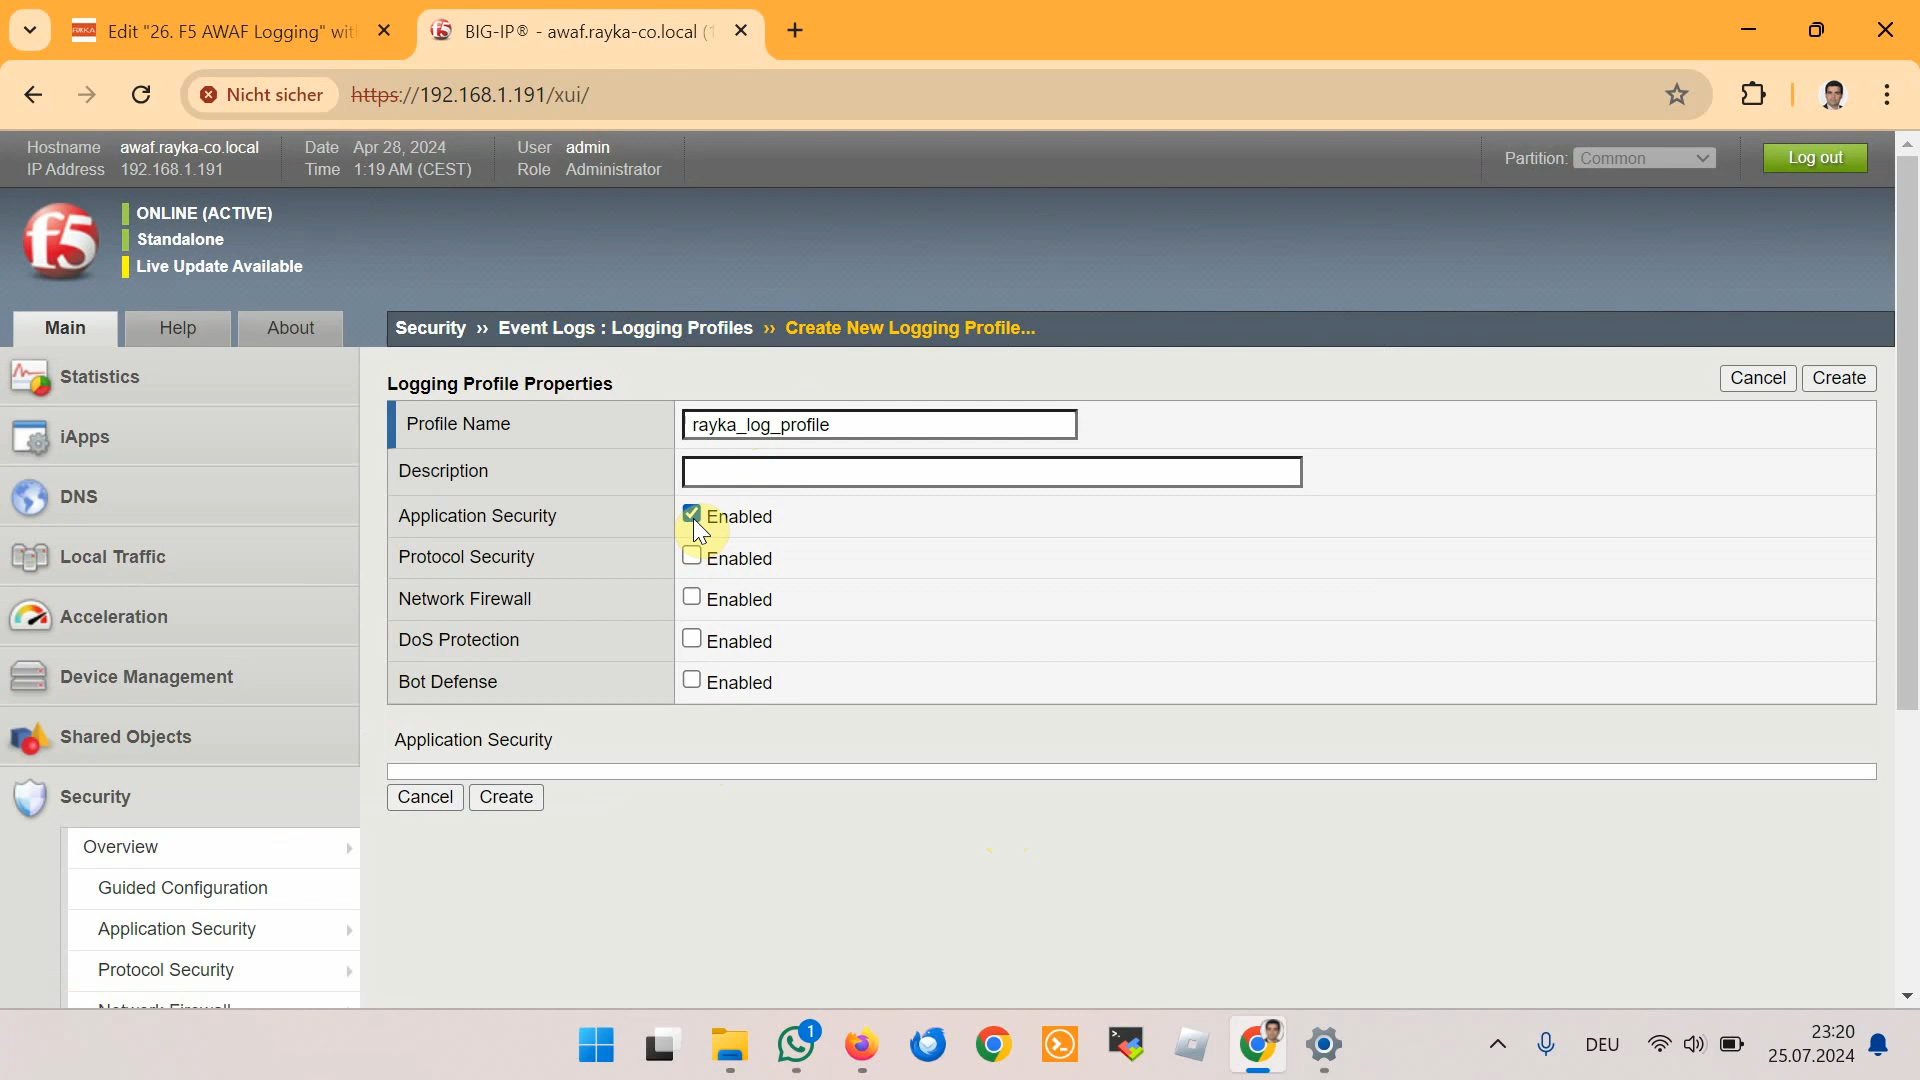 Edit "26. F5 AWAF Logging" wit
BIG-IP® - awaf.rayka-co.local (
Nicht sicher
https://192.168.1.191/xui/
Hostname awaf.rayka-co.local
IP Address 192.168.1.191
Date Apr 28, 2024
Time 1:19 AM (CEST)
User admin
Role Administrator
Partition: Common
Log out
f5
ONLINE (ACTIVE)
Standalone
Live Update Available
Main
Help
About
Security ›› Event Logs : Logging Profiles ›› Create New Logging Profile...
Statistics
iApps
DNS
Local Traffic
Acceleration
Device Management
Shared Objects
Security
Overview
Guided Configuration
Application Security
Protocol Security
Logging Profile Properties
Cancel Create
Profile Name rayka_log_profile
Description
Application Security Enabled
Protocol Security Enabled
Network Firewall Enabled
DoS Protection Enabled
Bot Defense Enabled
Application Security
Cancel Create
1
DEU
23:20
25.07.2024